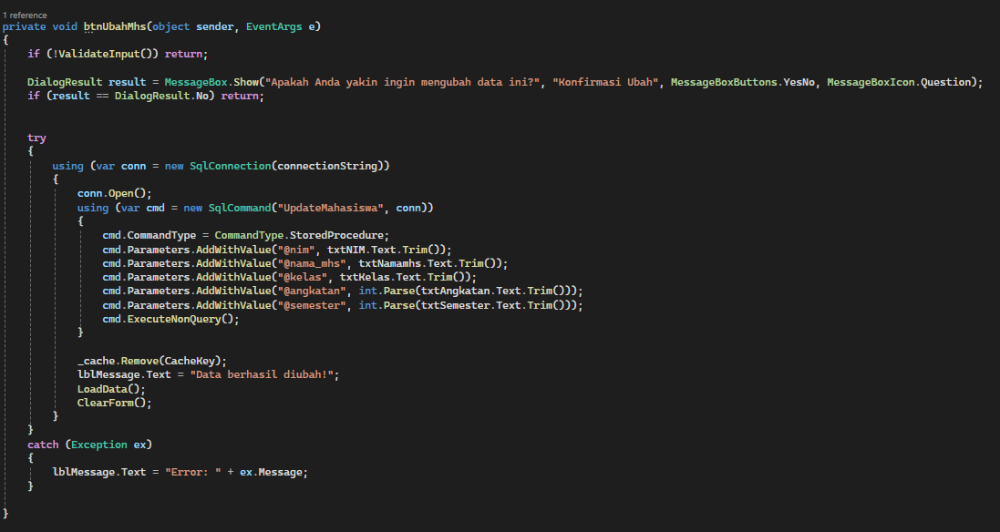 1 reference
private void btnUbahMhs(object sender, EventArgs e)
{
    if (!ValidateInput()) return;

    DialogResult result = MessageBox.Show("Apakah Anda yakin ingin mengubah data ini?", "Konfirmasi Ubah", MessageBoxButtons.YesNo, MessageBoxIcon.Question);
    if (result == DialogResult.No) return;


    try
    {
        using (var conn = new SqlConnection(connectionString))
        {
            conn.Open();
            using (var cmd = new SqlCommand("UpdateMahasiswa", conn))
            {
                cmd.CommandType = CommandType.StoredProcedure;
                cmd.Parameters.AddWithValue("@nim", txtNIM.Text.Trim());
                cmd.Parameters.AddWithValue("@nama_mhs", txtNamamhs.Text.Trim());
                cmd.Parameters.AddWithValue("@kelas", txtKelas.Text.Trim());
                cmd.Parameters.AddWithValue("@angkatan", int.Parse(txtAngkatan.Text.Trim()));
                cmd.Parameters.AddWithValue("@semester", int.Parse(txtSemester.Text.Trim()));
                cmd.ExecuteNonQuery();
            }

            _cache.Remove(CacheKey);
            lblMessage.Text = "Data berhasil diubah!";
            LoadData();
            ClearForm();
        }
    }
    catch (Exception ex)
    {
        lblMessage.Text = "Error: " + ex.Message;
    }

}